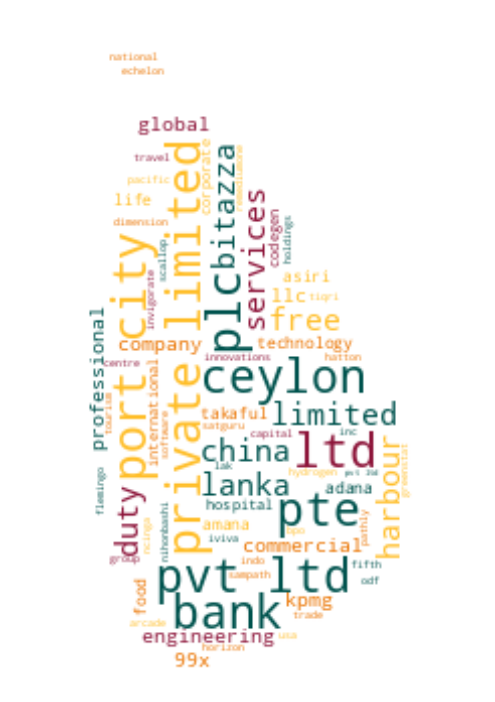 national
echelon
global
travel
pacific
life
dimension
private limited
corporate
plc
bitazza
services
codegen
holdings
scallop
invigorate
port city
asiri
llc
tiqri
free
company
technology
professional
centre
innovations
hatton
ceylon
tourism
international
software
takaful
limited
satguru
capital
inc
china
ltd
lak
hydrogen
pvt ltd
greenstat
lanka
adana
harbour
flemingo
duty
hospital
pte
nihonbashi
ncinga
amana
bpo
pathly
iviva
commercial
group
indo
fifth
sampath
pvt ltd
odf
food
bank
kpmg
trade
arcade
engineering
usa
horizon
99x